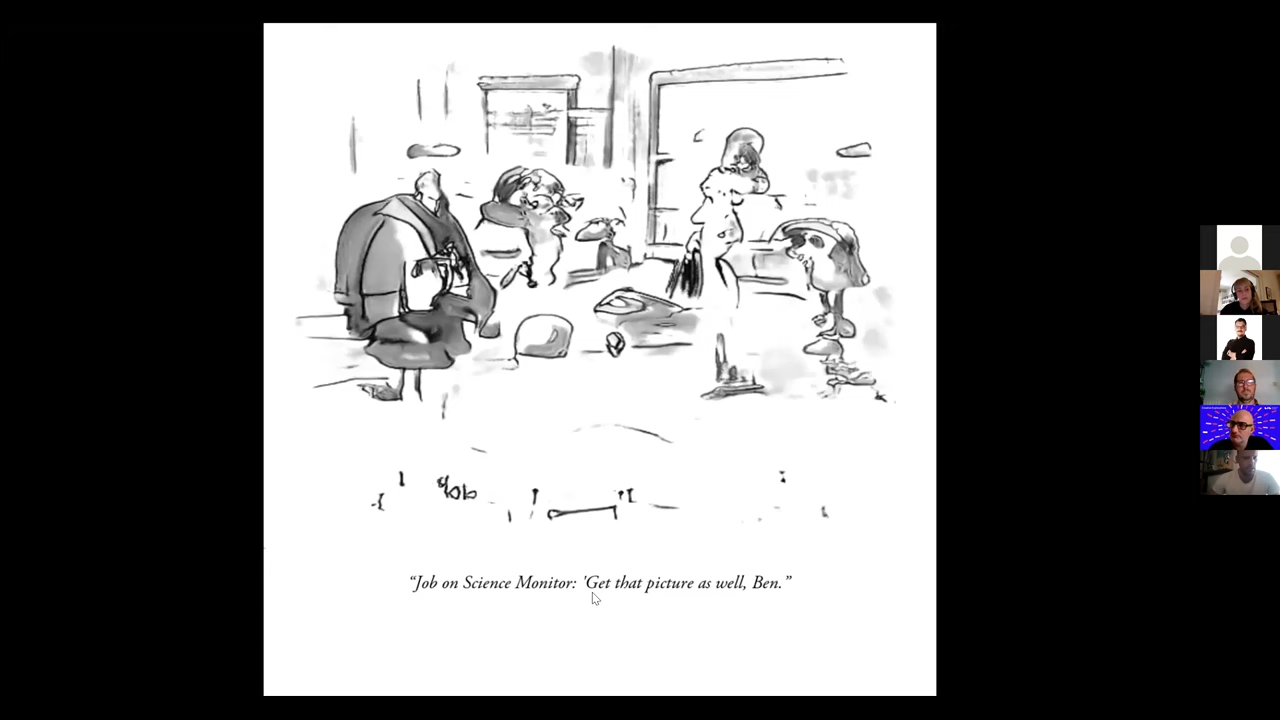 “Job on Science Monitor: 'Get that picture as well, Ben.”